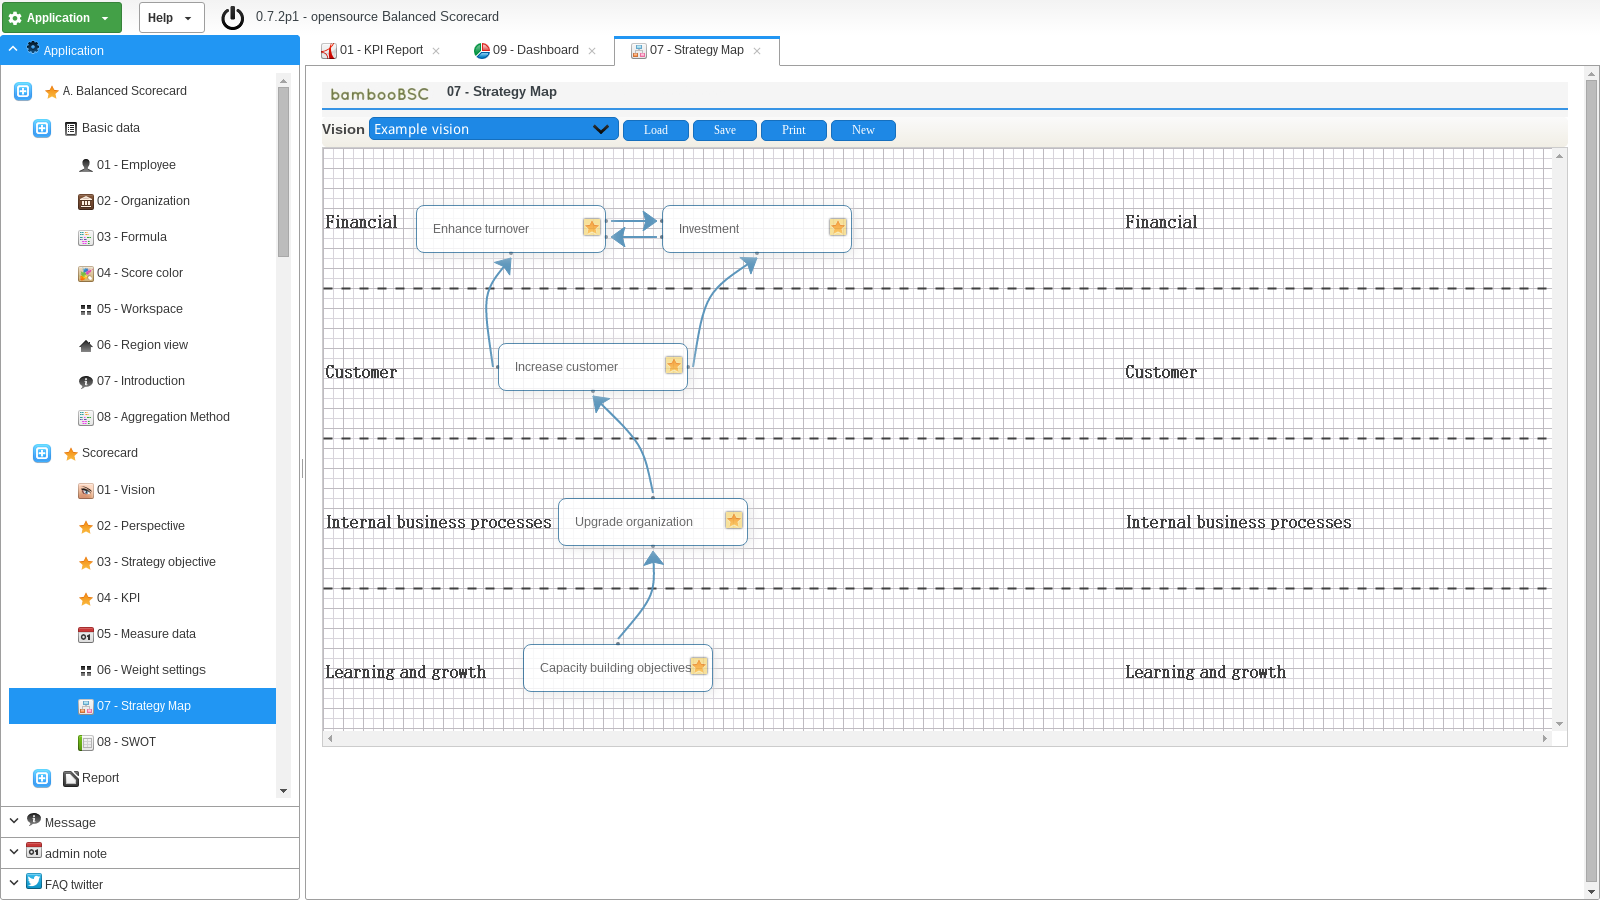 Application
Help
0.7.2p1 - opensource Balanced Scorecard
Application
A. Balanced Scorecard
Basic data
01 - Employee
02 - Organization
03 - Formula
04 - Score color
05 - Workspace
06 - Region view
07 - Introduction
08 - Aggregation Method
Scorecard
01 - Vision
02 - Perspective
03 - Strategy objective
04 - KPI
05 - Measure data
06 - Weight settings
07 - Strategy Map
08 - SWOT
Report
Message
admin note
FAQ twitter
01 - KPI Report
09 - Dashboard
07 - Strategy Map
bambooBSC
07 - Strategy Map
Vision
Example vision
Load
Save
Print
New
Financial
Enhance turnover
Investment
Financial
Customer
Increase customer
Customer
Internal business processes
Upgrade organization
Internal business processes
Learning and growth
Capacity building objectives
Learning and growth